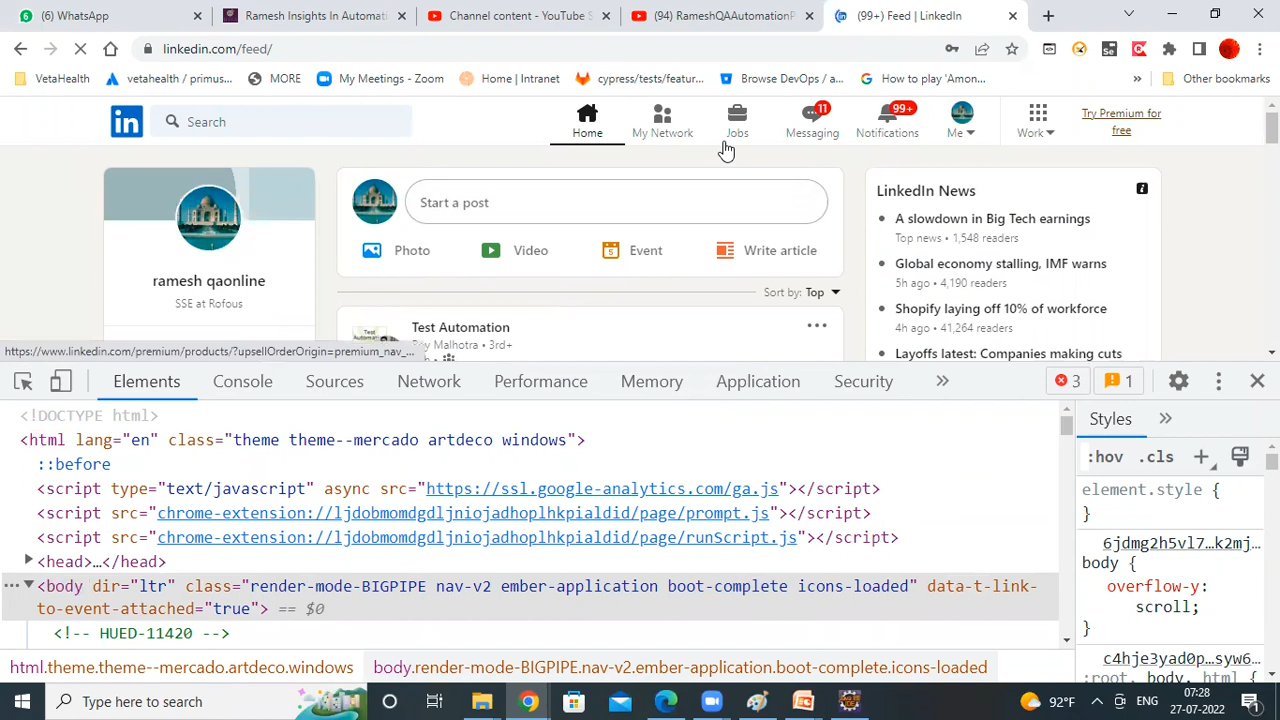 6 (1) WhatsApp
Ramesh Insights In Automati
Channel content - YouTube S
(94) RameshQAAutomationP
(99+) Feed | LinkedIn
linkedin.com/feed/
VetaHealth
vetahealth / primus...
MORE
My Meetings - Zoom
Home | Intranet
cypress/tests/featur...
Browse DevOps / a...
How to play 'Amon...
Other bookmarks
in Search
Home
My Network
Jobs
11
Messaging
99+
Notifications
Me
Work
Try Premium for
free
Start a post
Photo
Video
Event
Write article
ramesh qaonline
SSE at Rofous
Sort by: Top
Test Automation
Roy Malhotra • 3rd+
LinkedIn News
A slowdown in Big Tech earnings
Top news • 1,548 readers
Global economy stalling, IMF warns
5h ago • 4,190 readers
Shopify laying off 10% of workforce
4h ago • 41,264 readers
Layoffs latest: Companies making cuts
https://www.linkedin.com/premium/products/?upsellOrderOrigin=premium_nav_...
Elements
Console
Sources
Network
Performance
Memory
Application
Security
3
1
<!DOCTYPE html>
<html lang="en" class="theme theme--mercado artdeco windows">
::before
<script type="text/javascript" async src="https://ssl.google-analytics.com/ga.js"></script>
<script src="chrome-extension://ljdobmomdgdljniojadhoplhkpialdid/page/prompt.js"></script>
<script src="chrome-extension://ljdobmomdgdljniojadhoplhkpialdid/page/runScript.js"></script>
<head>…</head>
<body dir="ltr" class="render-mode-BIGPIPE nav-v2 ember-application boot-complete icons-loaded" data-t-link-
to-event-attached="true"> == $0
<!-- HUED-11420 -->
html.theme.theme--mercado.artdeco.windows
body.render-mode-BIGPIPE.nav-v2.ember-application.boot-complete.icons-loaded
Styles
:hov .cls +
element.style {
}
6jdmg2h5vl7…k2mj…
body {
overflow-y:
scroll;
}
c4hje3yad0p…syw6…
:root, body, html {
Type here to search
92°F
ENG
07:28
27-07-2022
1